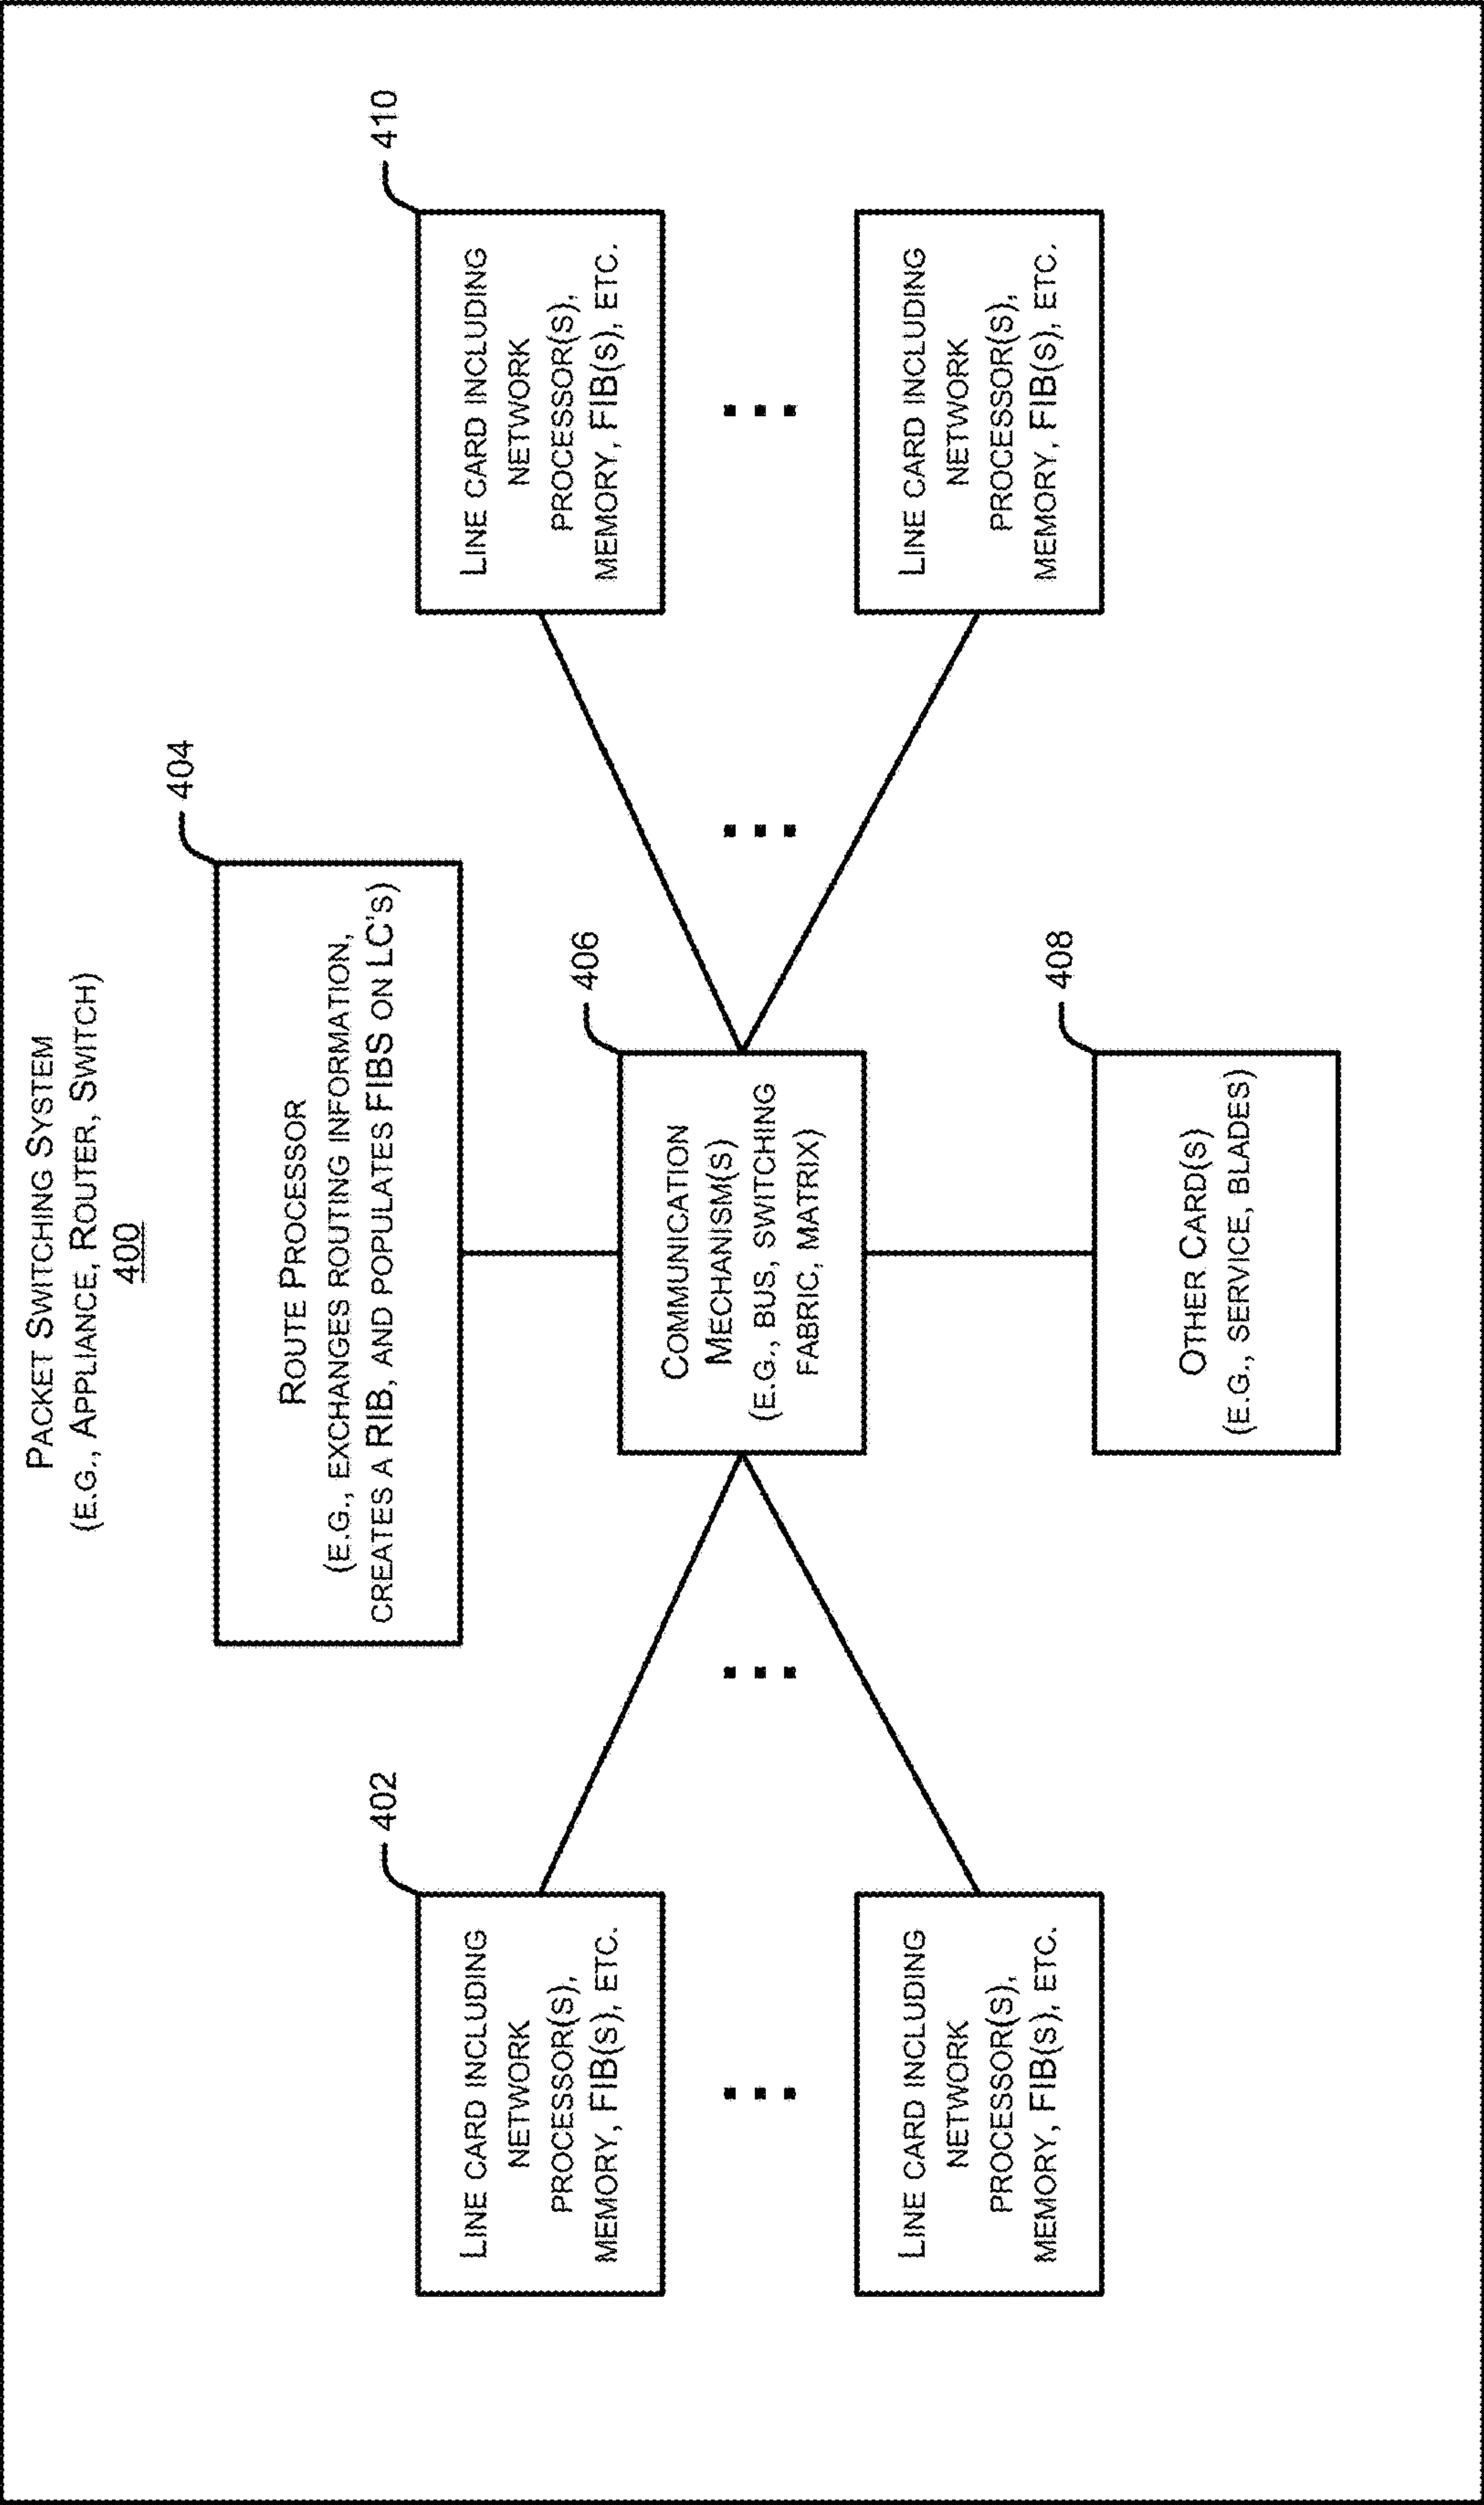 PACKET SWITCHING SYSTEM
(E.G., APPLIANCE, ROUTER, SWITCH)
400
404
ROUTE PROCESSOR
(E.G., EXCHANGES ROUTING INFORMATION,
CREATES A RIB, AND POPULATES FIBS ON LC'S)
402
LINE CARD INCLUDING
NETWORK
PROCESSOR(S),
MEMORY, FIB(S), ETC.
410
LINE CARD INCLUDING
NETWORK
PROCESSOR(S),
MEMORY, FIB(S), ETC.
...
...
406
COMMUNICATION
MECHANISM(S)
(E.G., BUS, SWITCHING
FABRIC, MATRIX)
...
...
LINE CARD INCLUDING
NETWORK
PROCESSOR(S),
MEMORY, FIB(S), ETC.
LINE CARD INCLUDING
NETWORK
PROCESSOR(S),
MEMORY, FIB(S), ETC.
408
OTHER CARD(S)
(E.G., SERVICE, BLADES)